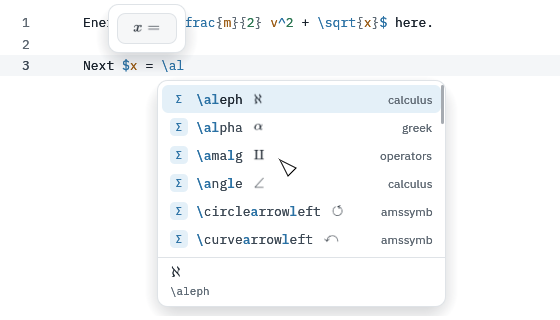 1 Ene
x =
frac{m}{2} v^2 + \sqrt{x}$ here.
2
3 Next $x = \al
Σ \aleph ℵ calculus
Σ \alpha α greek
Σ \amalg ⨿ operators
Σ \angle ∠ calculus
Σ \circlearrowleft ↺ amssymb
Σ \curvearrowleft ↶ amssymb
ℵ
\aleph